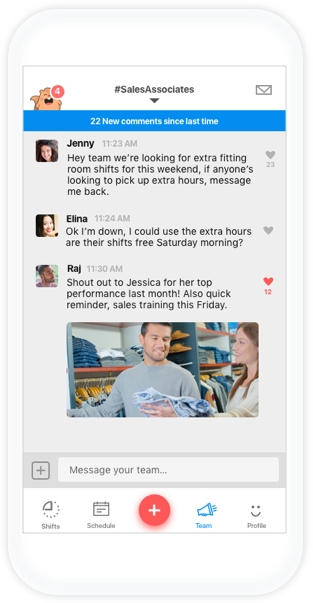 4
#SalesAssociates
22 New comments since last time
Jenny 11:23 AM
Hey team we're looking for extra fitting
room shifts for this weekend, if anyone's
looking to pick up extra hours, message
me back.
23
Elina 11:24 AM
Ok I'm down, I could use the extra hours
are their shifts free Saturday morning?
Raj 11:30 AM
Shout out to Jessica for her top
performance last month! Also quick
reminder, sales training this Friday.
12
Message your team...
Shifts Schedule Team Profile